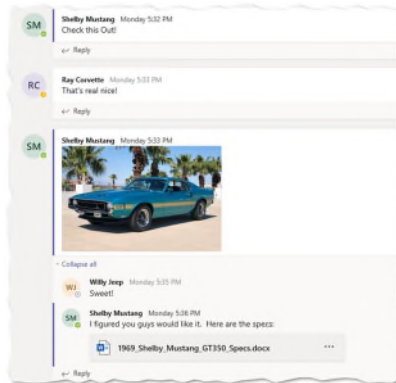 SM
Shelby Mustang Monday 5:32 PM
Check this Out!
Reply
RC
Ray Corvette Monday 5:33 PM
That's real nice!
Reply
SM
Shelby Mustang Monday 5:33 PM
Collapse all
WJ
Willy Jeep Monday 5:35 PM
Sweet!
SM
Shelby Mustang Monday 5:36 PM
I figured you guys would like it. Here are the specs:
1969_Shelby_Mustang_GT350_Specs.docx
Reply